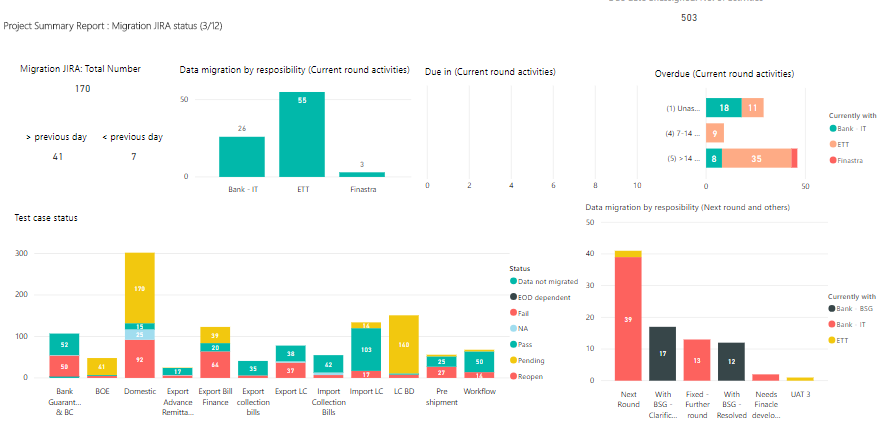 503
Project Summary Report : Migration JIRA status (3/12)
Migration JIRA: Total Number
170
> previous day
< previous day
41
7
Data migration by resposibility (Current round activities)
50
0
26
55
3
Bank - IT
ETT
Finastra
Due in (Current round activities)
0 2 4 6 8 10
Overdue (Current round activities)
(1) Unas...
18
11
(4) 7-14 ...
9
(5) >14 ...
8
35
0
50
Currently with
Bank - IT
ETT
Finastra
Test case status
300
200
100
0
52
50
41
170
15
25
92
17
39
20
64
35
38
37
42
14
103
17
140
25
27
50
14
Bank
Guarant...
& BC
BOE
Domestic
Export
Advance
Remitta...
Export Bill
Finance
Export
collection
bills
Export LC
Import
Collection
Bills
Import LC
LC BD
Pre
shipment
Workflow
Status
Data not migrated
EOD dependent
Fail
NA
Pass
Pending
Reopen
Data migration by resposibility (Next round and others)
50
40
30
20
10
0
39
17
13
12
Next
Round
With
BSG -
Clarific...
Fixed -
Further
round
With
BSG -
Resolved
Needs
Finacle
develo...
UAT 3
Currently with
Bank - BSG
Bank - IT
ETT